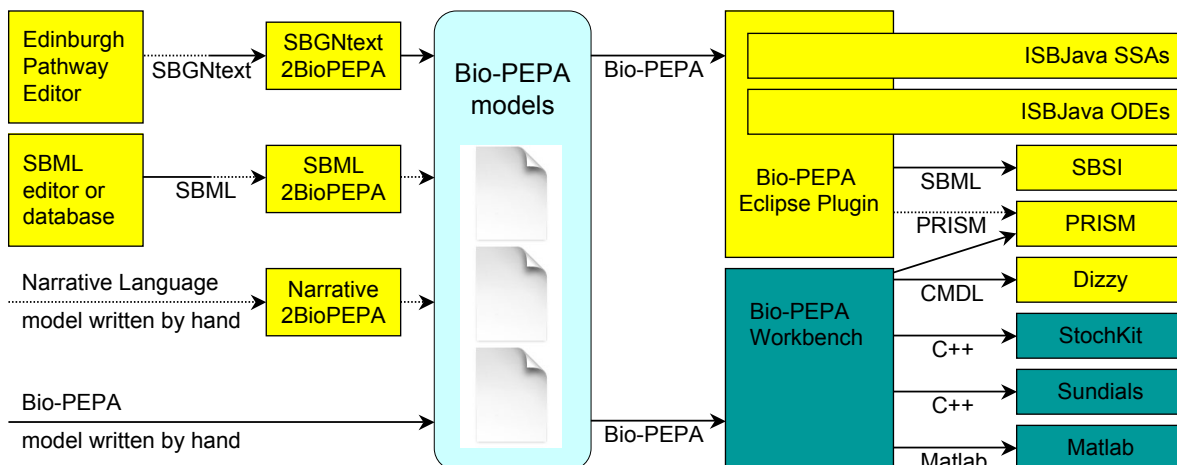 Edinburgh
Pathway
Editor
SBGNtext
SBGNtext
2BioPEPA
SBML
editor or
database
SBML
SBML
2BioPEPA
Narrative Language
model written by hand
Narrative
2BioPEPA
Bio-PEPA
model written by hand
Bio-PEPA
models
Bio-PEPA
Bio-PEPA
ISBJava SSAs
ISBJava ODEs
Bio-PEPA
Eclipse Plugin
SBML
SBSI
PRISM
PRISM
Bio-PEPA
Workbench
CMDL
Dizzy
C++
StochKit
C++
Sundials
Matlab
Matlab